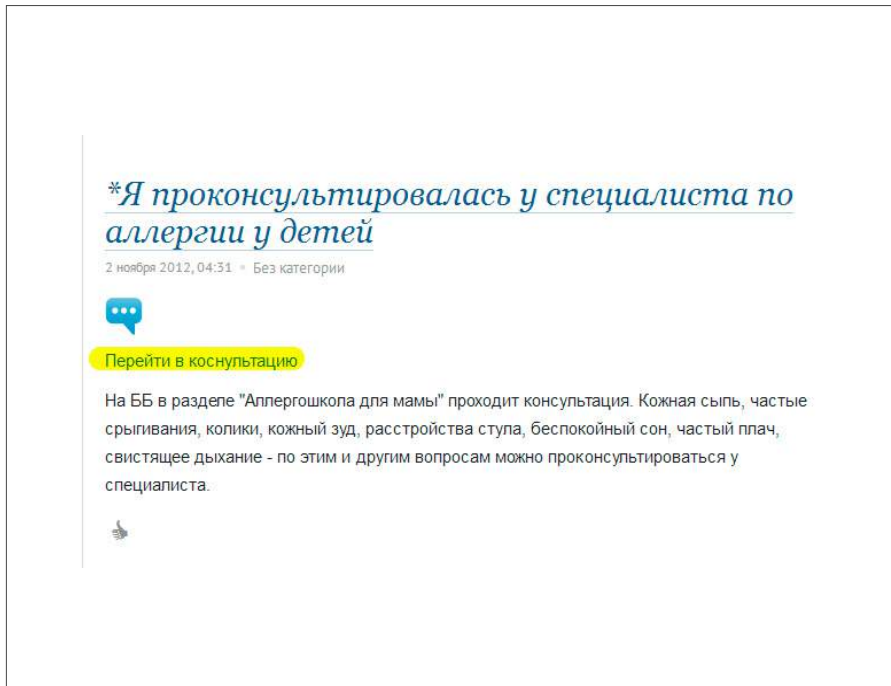 *Я проконсультировалась у специалиста по
аллергии у детей
2 ноября 2012, 04:31 • Без категории
Перейти в коснультацию
На ББ в разделе "Аллергошкола для мамы" проходит консультация. Кожная сыпь, частые
срыгивания, колики, кожный зуд, расстройства стула, беспокойный сон, частый плач,
свистящее дыхание - по этим и другим вопросам можно проконсультироваться у
специалиста.